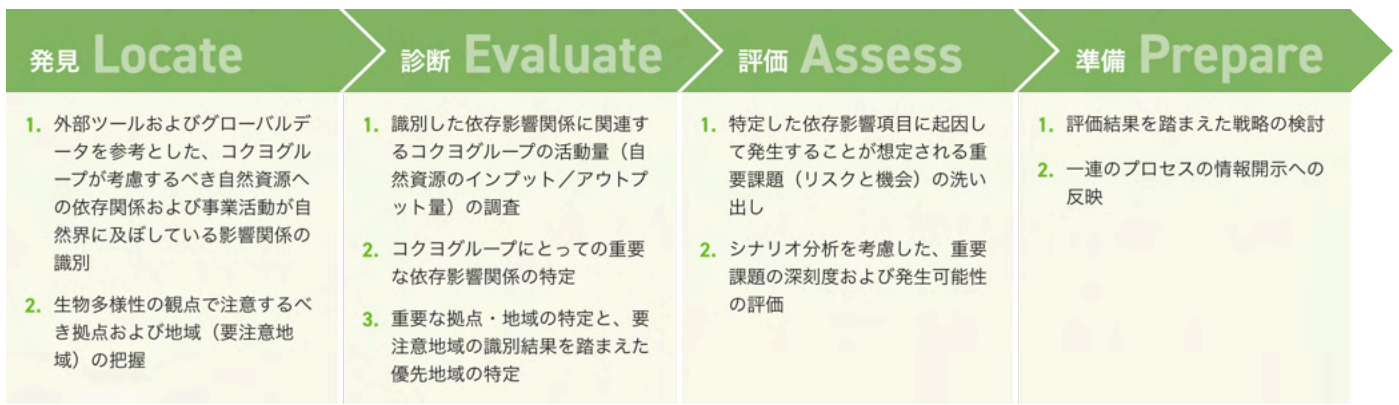 発見 Locate
1. 外部ツールおよびグローバルデ
ータを参考とした、コクヨグル
ープが考慮するべき自然資源へ
の依存関係および事業活動が自
然界に及ぼしている影響関係の
識別
2. 生物多様性の観点で注意するべ
き拠点および地域（要注意地
域）の把握
診断 Evaluate
1. 識別した依存影響関係に関連す
るコクヨグループの活動量（自
然資源のインプット／アウトプ
ット量）の調査
2. コクヨグループにとっての重要
な依存影響関係の特定
3. 重要な拠点・地域の特定と、要
注意地域の識別結果を踏まえた
優先地域の特定
評価 Assess
1. 特定した依存影響項目に起因し
て発生することが想定される重
要課題（リスクと機会）の洗い
出し
2. シナリオ分析を考慮した、重要
課題の深刻度および発生可能性
の評価
準備 Prepare
1. 評価結果を踏まえた戦略の検討
2. 一連のプロセスの情報開示への
反映